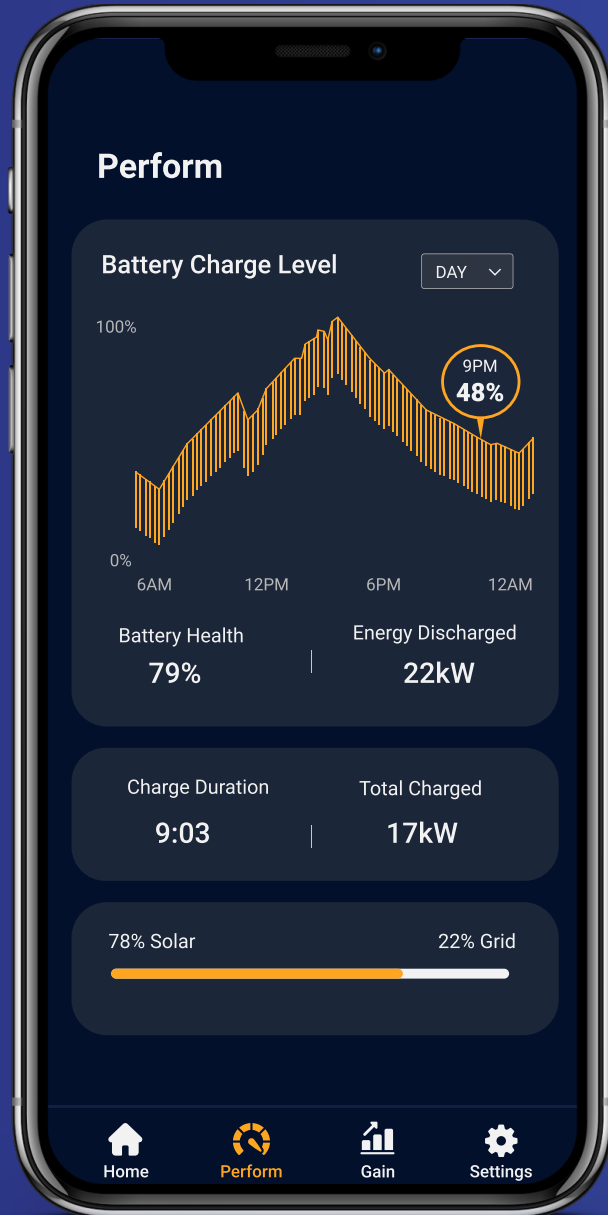 Perform
Battery Charge Level
DAY
100%
9PM
48%
0%
6AM 12PM 6PM 12AM
Battery Health Energy Discharged
79% 22kW
Charge Duration Total Charged
9:03 17kW
78% Solar 22% Grid
Home Perform Gain Settings